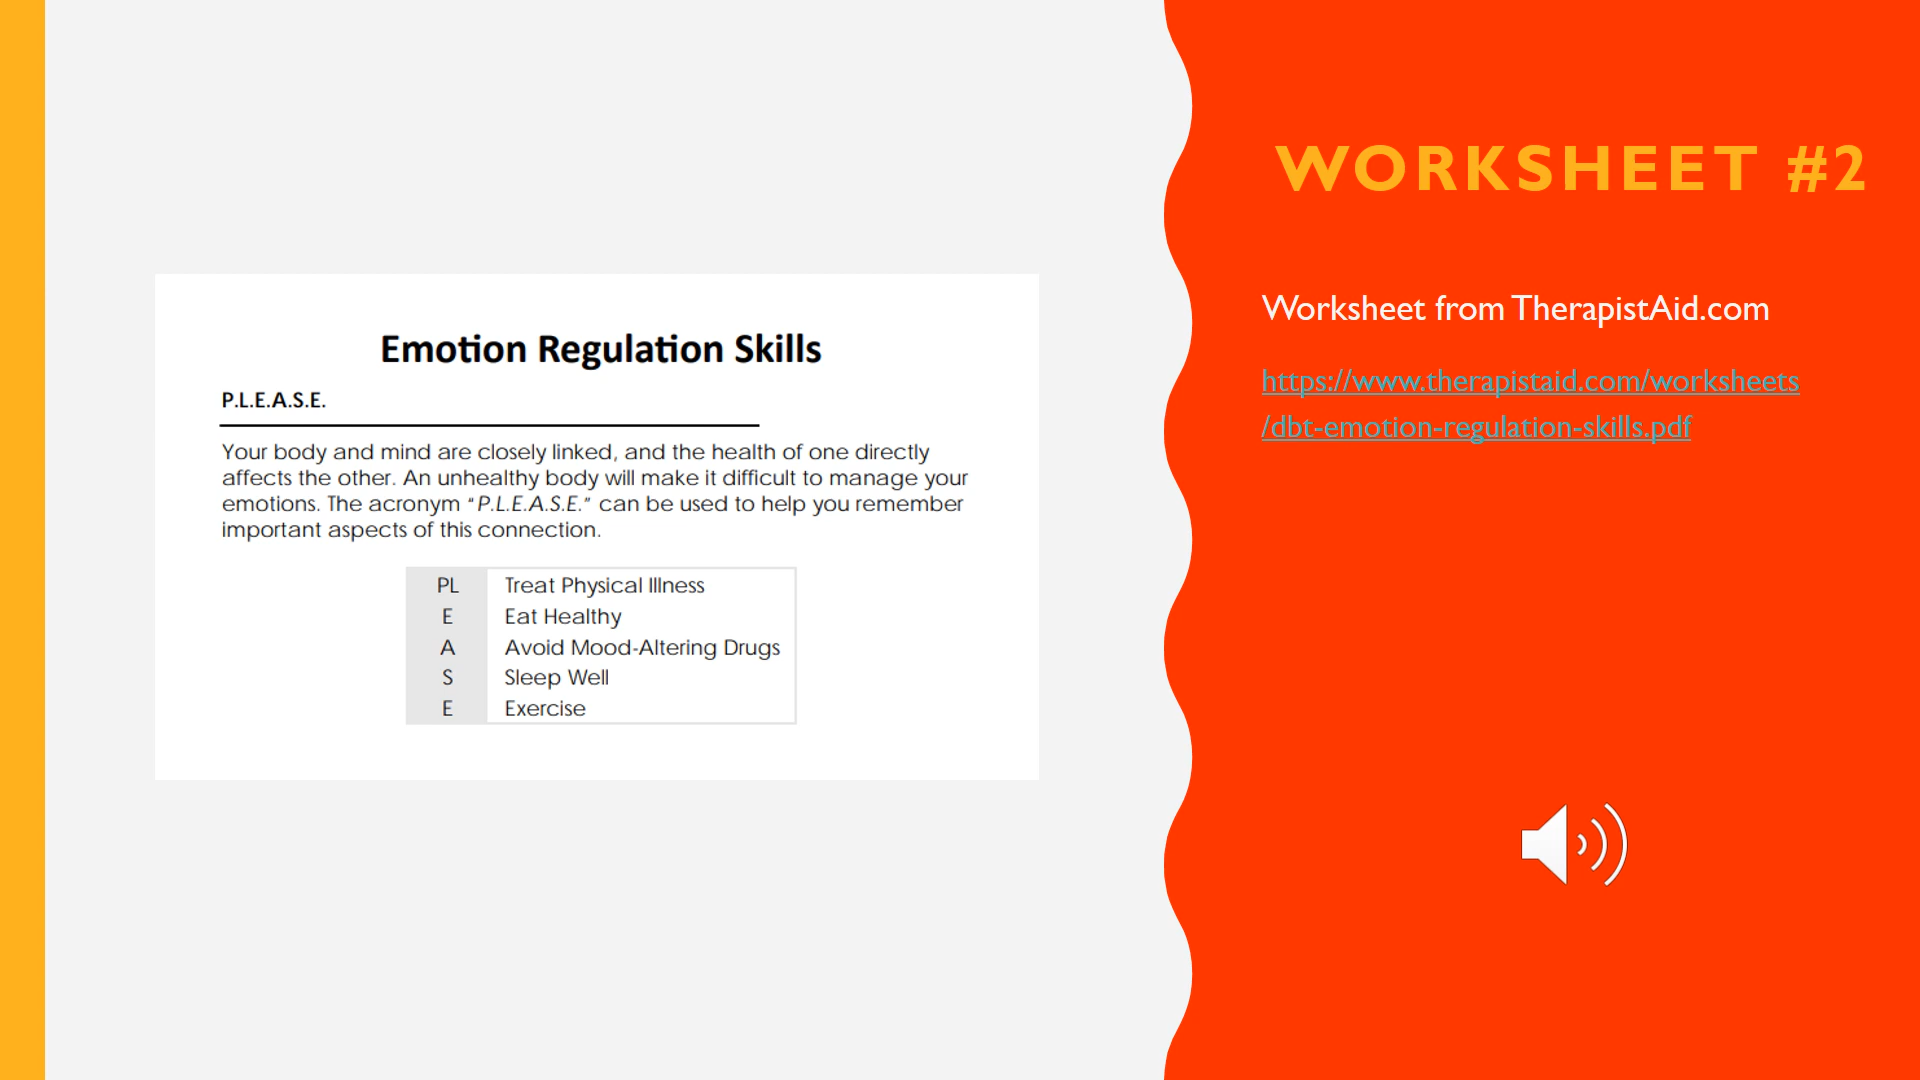 Emotion Regulation Skills
P.L.E.A.S.E.
Your body and mind are closely linked, and the health of one directly
affects the other. An unhealthy body will make it difficult to manage your
emotions. The acronym “P.L.E.A.S.E.” can be used to help you remember
important aspects of this connection.
PL Treat Physical Illness
E Eat Healthy
A Avoid Mood-Altering Drugs
S Sleep Well
E Exercise
WORKSHEET #2
Worksheet from TherapistAid.com
https://www.therapistaid.com/worksheets
/dbt-emotion-regulation-skills.pdf